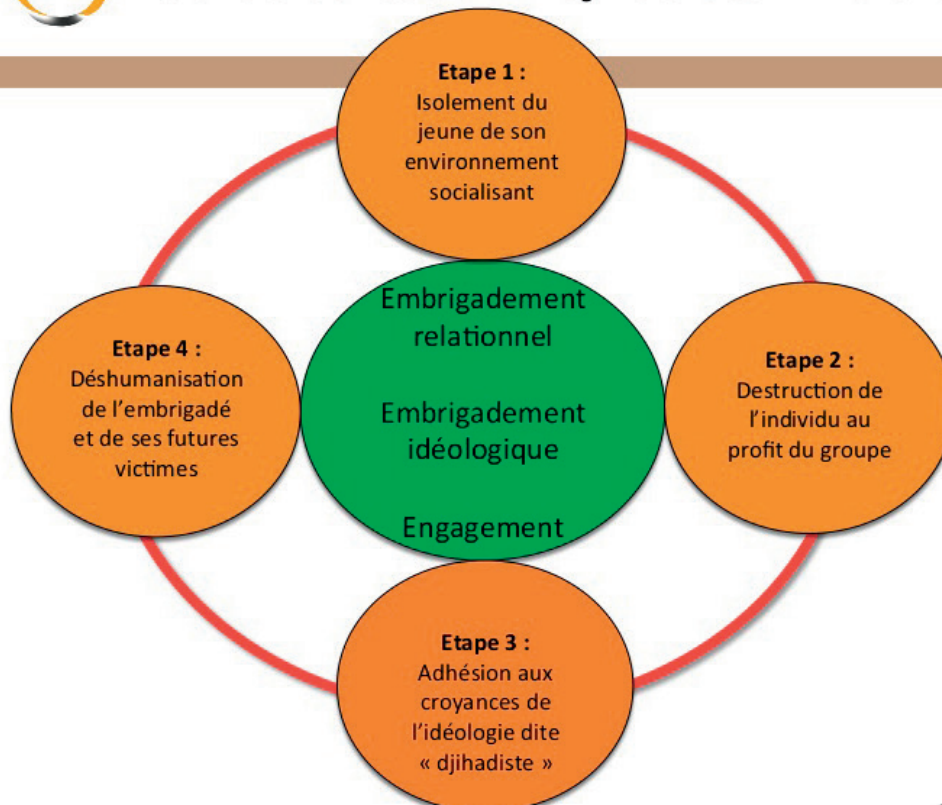 Etape 1 :
Isolement du
jeune de son
environnement
socialisant
Embrigadement
relationnel
Embrigadement
idéologique
Engagement
Etape 2 :
Destruction de
l'individu au
profit du groupe
Etape 3 :
Adhésion aux
croyances de
l'idéologie dite
« djihadiste »
Etape 4 :
Déshumanisation
de l'embrigadé
et de ses futures
victimes